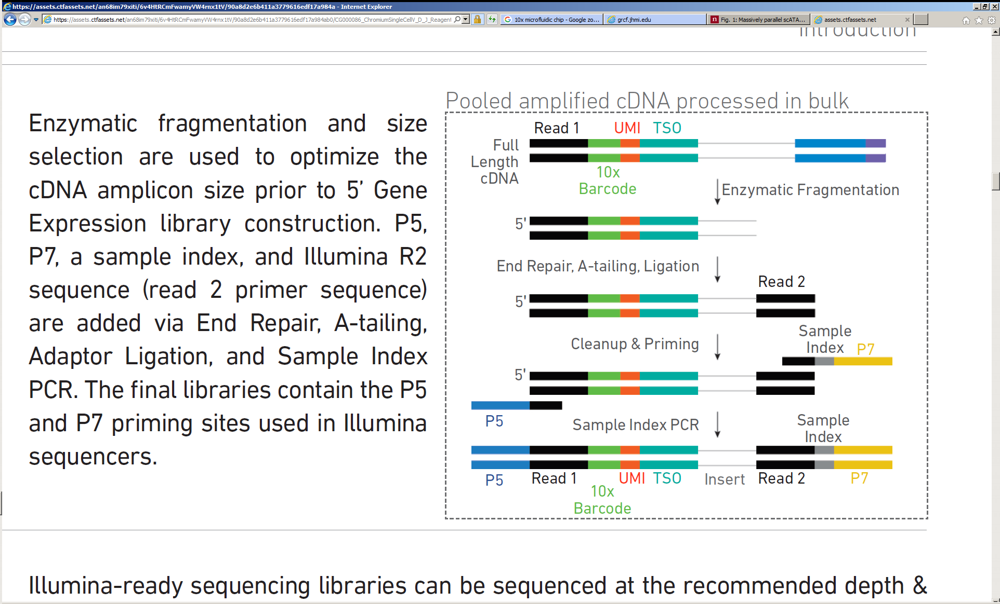 https://assets.ctfassets.net/an68im79xiti/6v4HtRCmFwamyVW4rnx1tV/90a8d2e6b411a3779616edf17a984a - Internet Explorer
https://assets.ctfassets.net/an68im79xiti/6v4HtRCmFwamyVW4rnx1tV/90a8d2e6b411a3779616edf17a984ab0/CG000086_ChromiumSingleCellV_D_J_Reagent
10x microfluidic chip - Google zo...
grcf.jhmi.edu
Fig. 1: Massively parallel scATA...
assets.ctfassets.net
Introduction
Enzymatic fragmentation and size
selection are used to optimize the
cDNA amplicon size prior to 5’ Gene
Expression library construction. P5,
P7, a sample index, and Illumina R2
sequence (read 2 primer sequence)
are added via End Repair, A-tailing,
Adaptor Ligation, and Sample Index
PCR. The final libraries contain the P5
and P7 priming sites used in Illumina
sequencers.
Pooled amplified cDNA processed in bulk
Read 1 UMI TSO
Full
Length
cDNA
10x
Barcode
Enzymatic Fragmentation
5'
End Repair, A-tailing, Ligation
Read 2
5'
Cleanup & Priming
Sample
Index P7
5'
P5
Sample Index PCR
Sample
Index
P5 Read 1 UMI TSO Insert Read 2 P7
10x
Barcode
Illumina-ready sequencing libraries can be sequenced at the recommended depth &